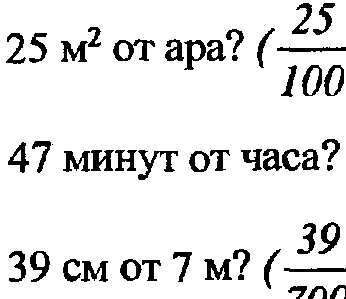 25 м² от ара? (25/100
47 минут от часа?
39 см от 7 м? (39/700